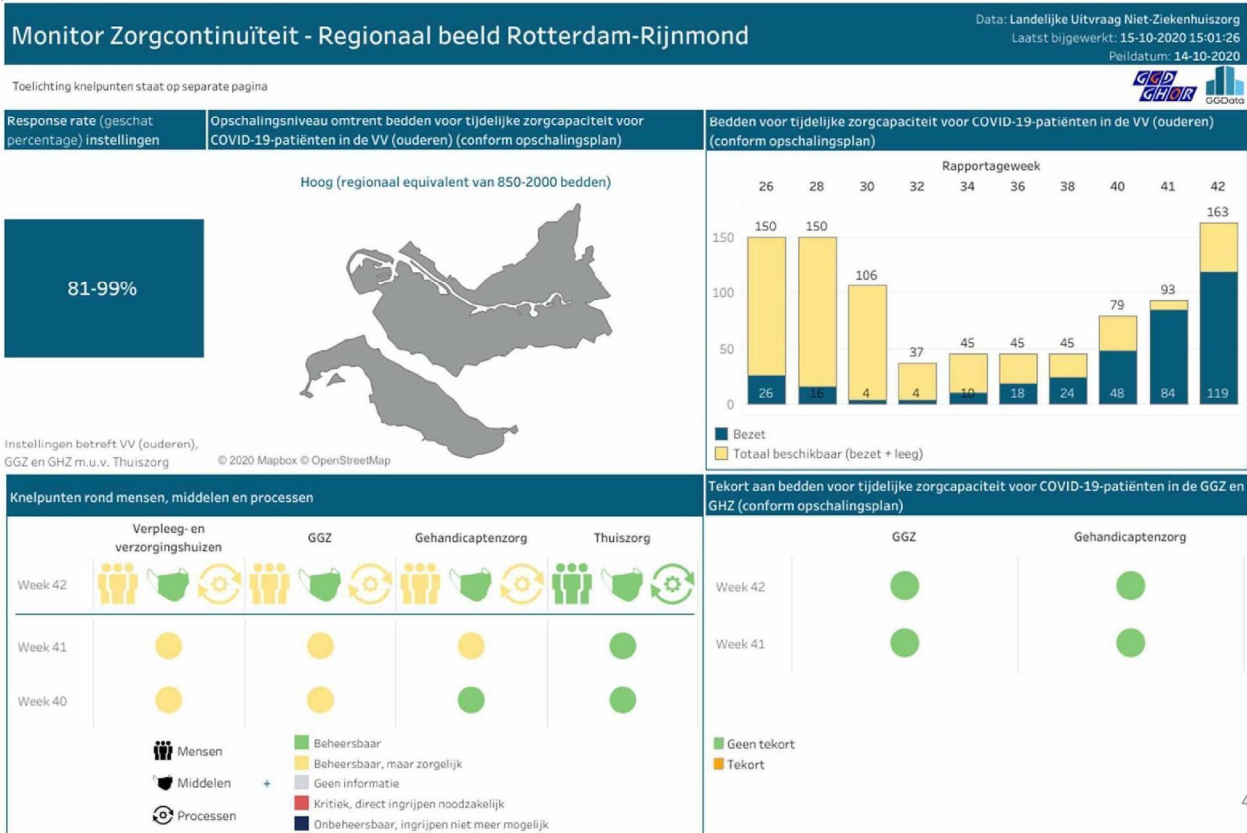 Monitor Zorgcontinuïteit - Regionaal beeld Rotterdam-Rijnmond
Data: Landelijke Uitvraag Niet-Ziekenhuiszorg
Laatst bijgewerkt: 15-10-2020 15:01:26
Peildatum: 14-10-2020
Toelichting knelpunten staat op separate pagina
GGD
GHOR
GGData
Response rate (geschat
percentage) instellingen
81-99%
Instellingen betreft VV (ouderen),
GGZ en GHZ m.u.v. Thuiszorg
Opschalingsniveau omtrent bedden voor tijdelijke zorgcapaciteit voor
COVID-19-patiënten in de VV (ouderen) (conform opschalingsplan)
Hoog (regionaal equivalent van 850-2000 bedden)
© 2020 Mapbox © OpenStreetMap
Bedden voor tijdelijke zorgcapaciteit voor COVID-19-patiënten in de VV (ouderen)
(conform opschalingsplan)
Rapportageweek
26 28 30 32 34 36 38 40 41 42
150 150 106 37 45 45 45 79 93 163
150
100
50
0
26 16 4 4 10 18 24 48 84 119
Bezet
Totaal beschikbaar (bezet + leeg)
Knelpunten rond mensen, middelen en processen
Verpleeg- en
verzorgingshuizen
GGZ Gehandicaptenzorg Thuiszorg
Week 42
Week 41
Week 40
Mensen
Middelen
Processen
+
Beheersbaar
Beheersbaar, maar zorgelijk
Geen informatie
Kritiek, direct ingrijpen noodzakelijk
Onbeheersbaar, ingrijpen niet meer mogelijk
Tekort aan bedden voor tijdelijke zorgcapaciteit voor COVID-19-patiënten in de GGZ en
GHZ (conform opschalingsplan)
GGZ Gehandicaptenzorg
Week 42
Week 41
Geen tekort
Tekort
4